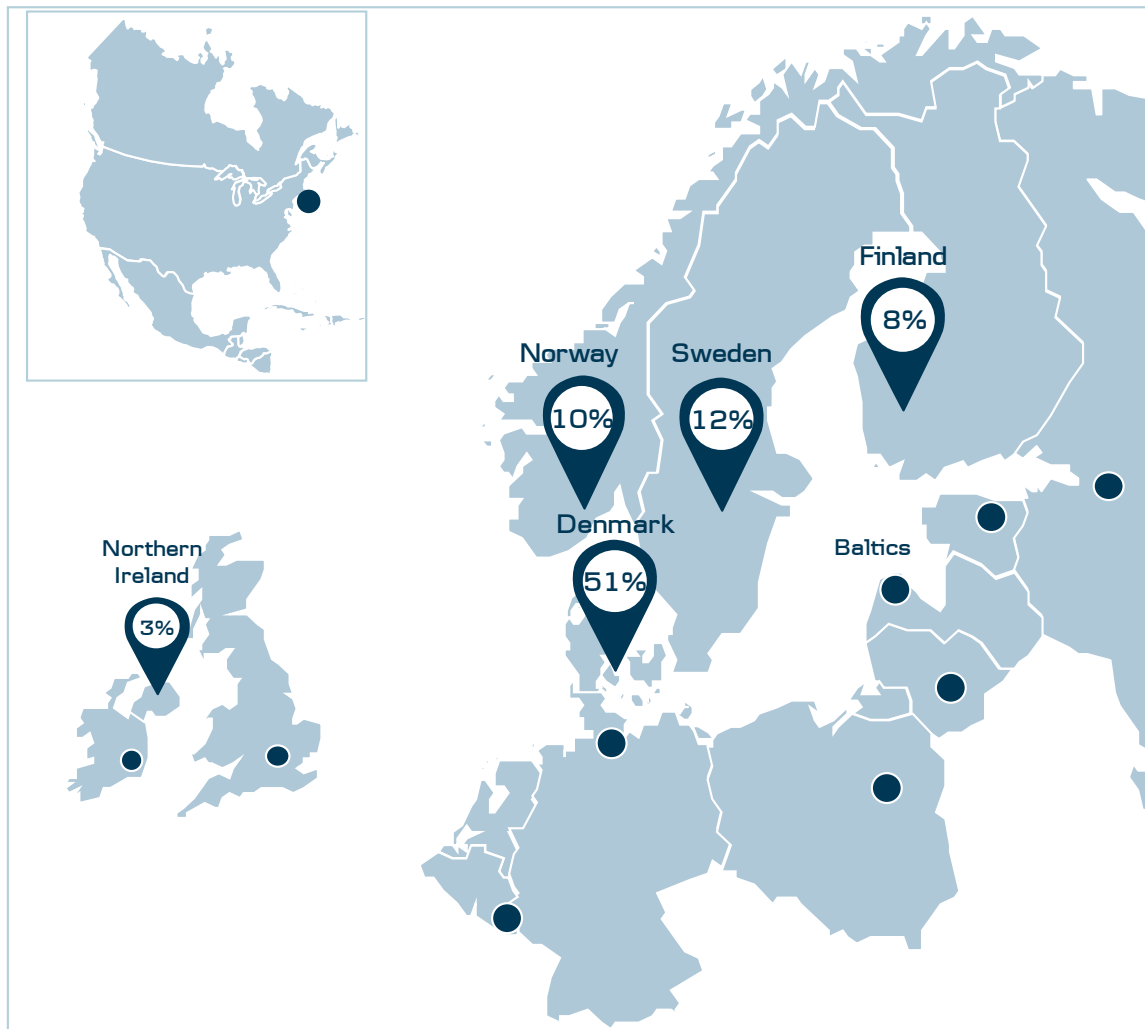 Finland
8%
Norway
10%
Sweden
12%
Denmark
51%
Baltics
Northern
Ireland
3%